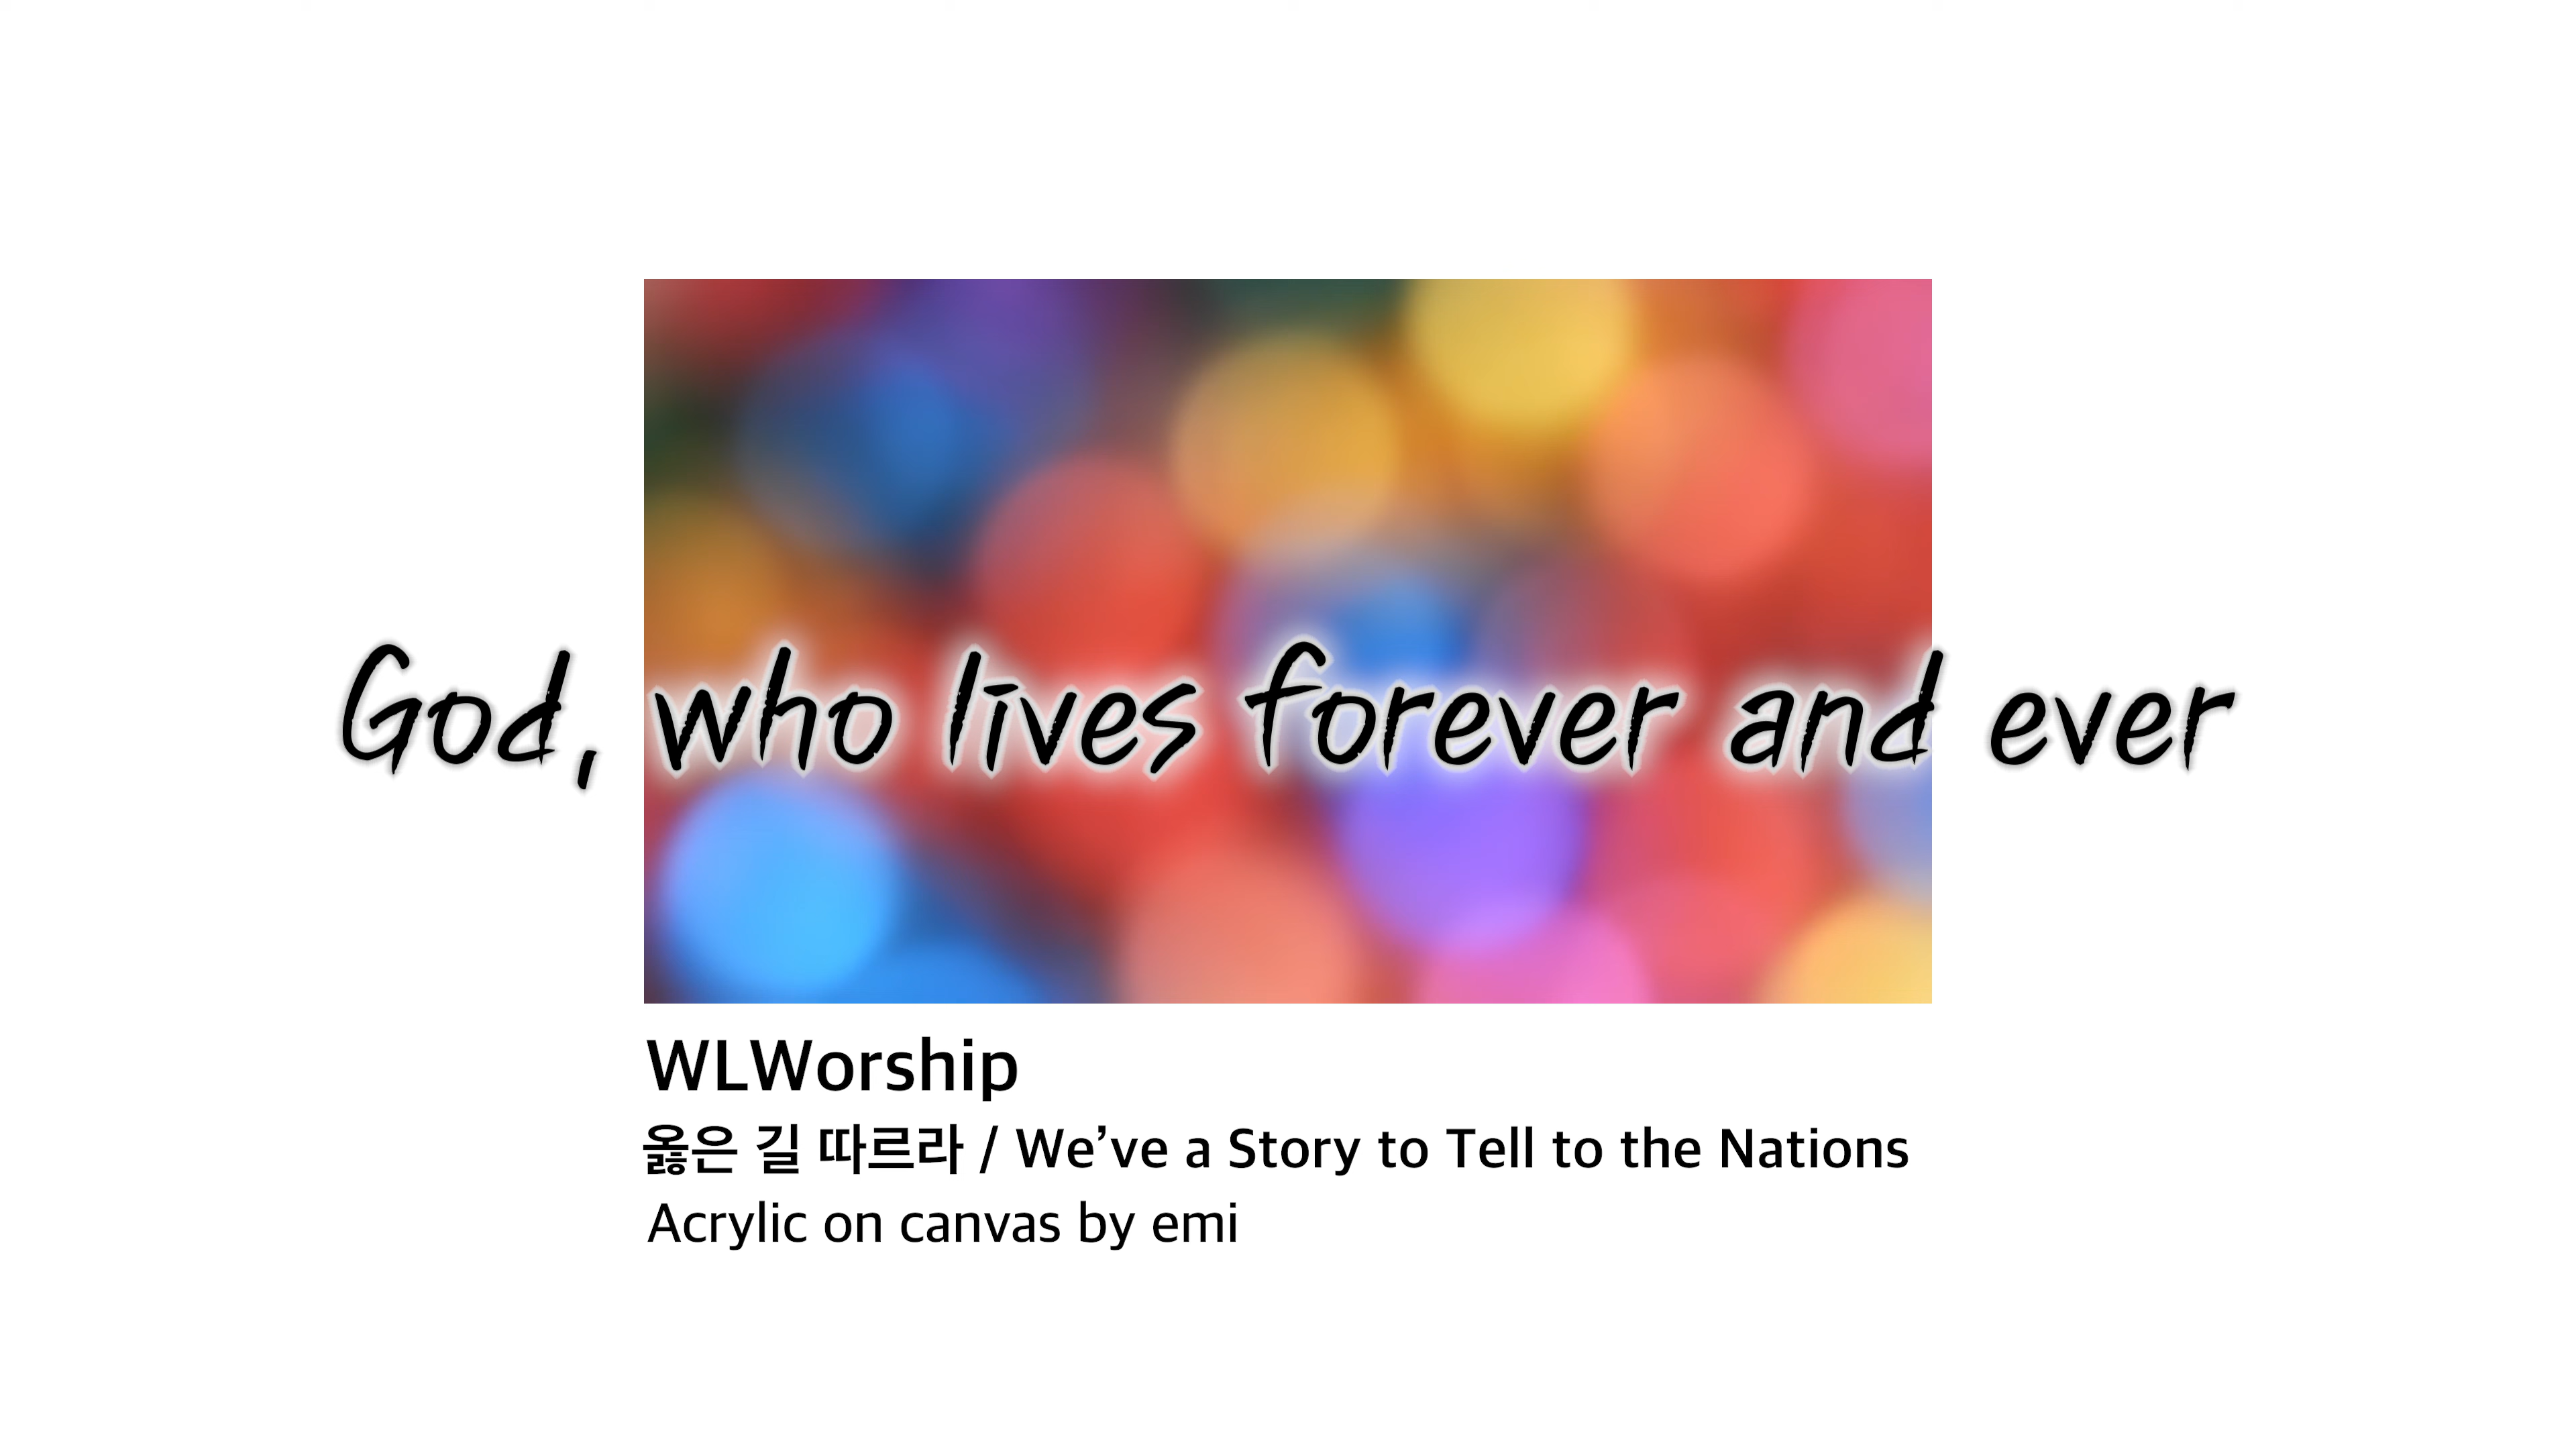 God, who lives forever and ever
WLWorship
옳은 길 따르라 / We’ve a Story to Tell to the Nations
Acrylic on canvas by emi